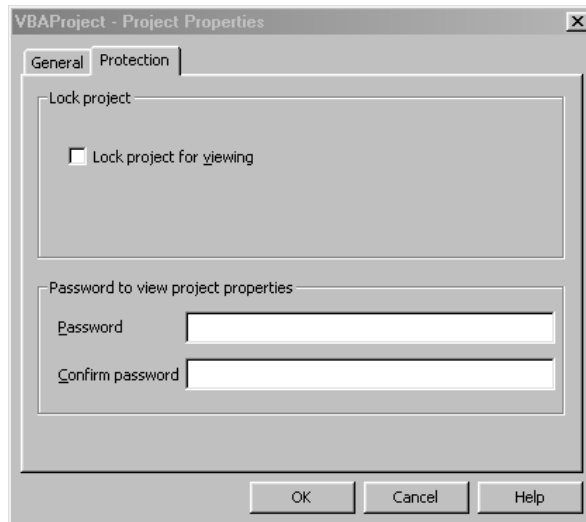 VBAProject - Project Properties
General Protection
Lock project
Lock project for viewing
Password to view project properties
Password
Confirm password
OK Cancel Help